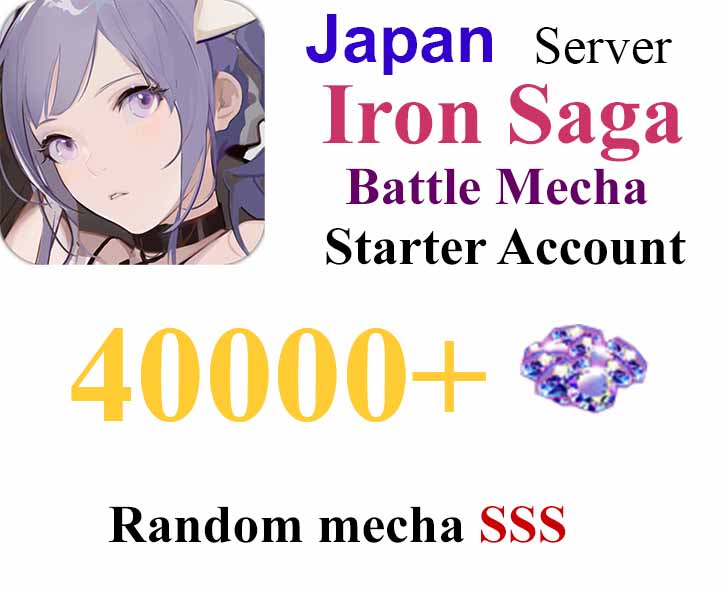 Japan Server
Iron Saga
Battle Mecha
Starter Account
40000+
Random mecha SSS